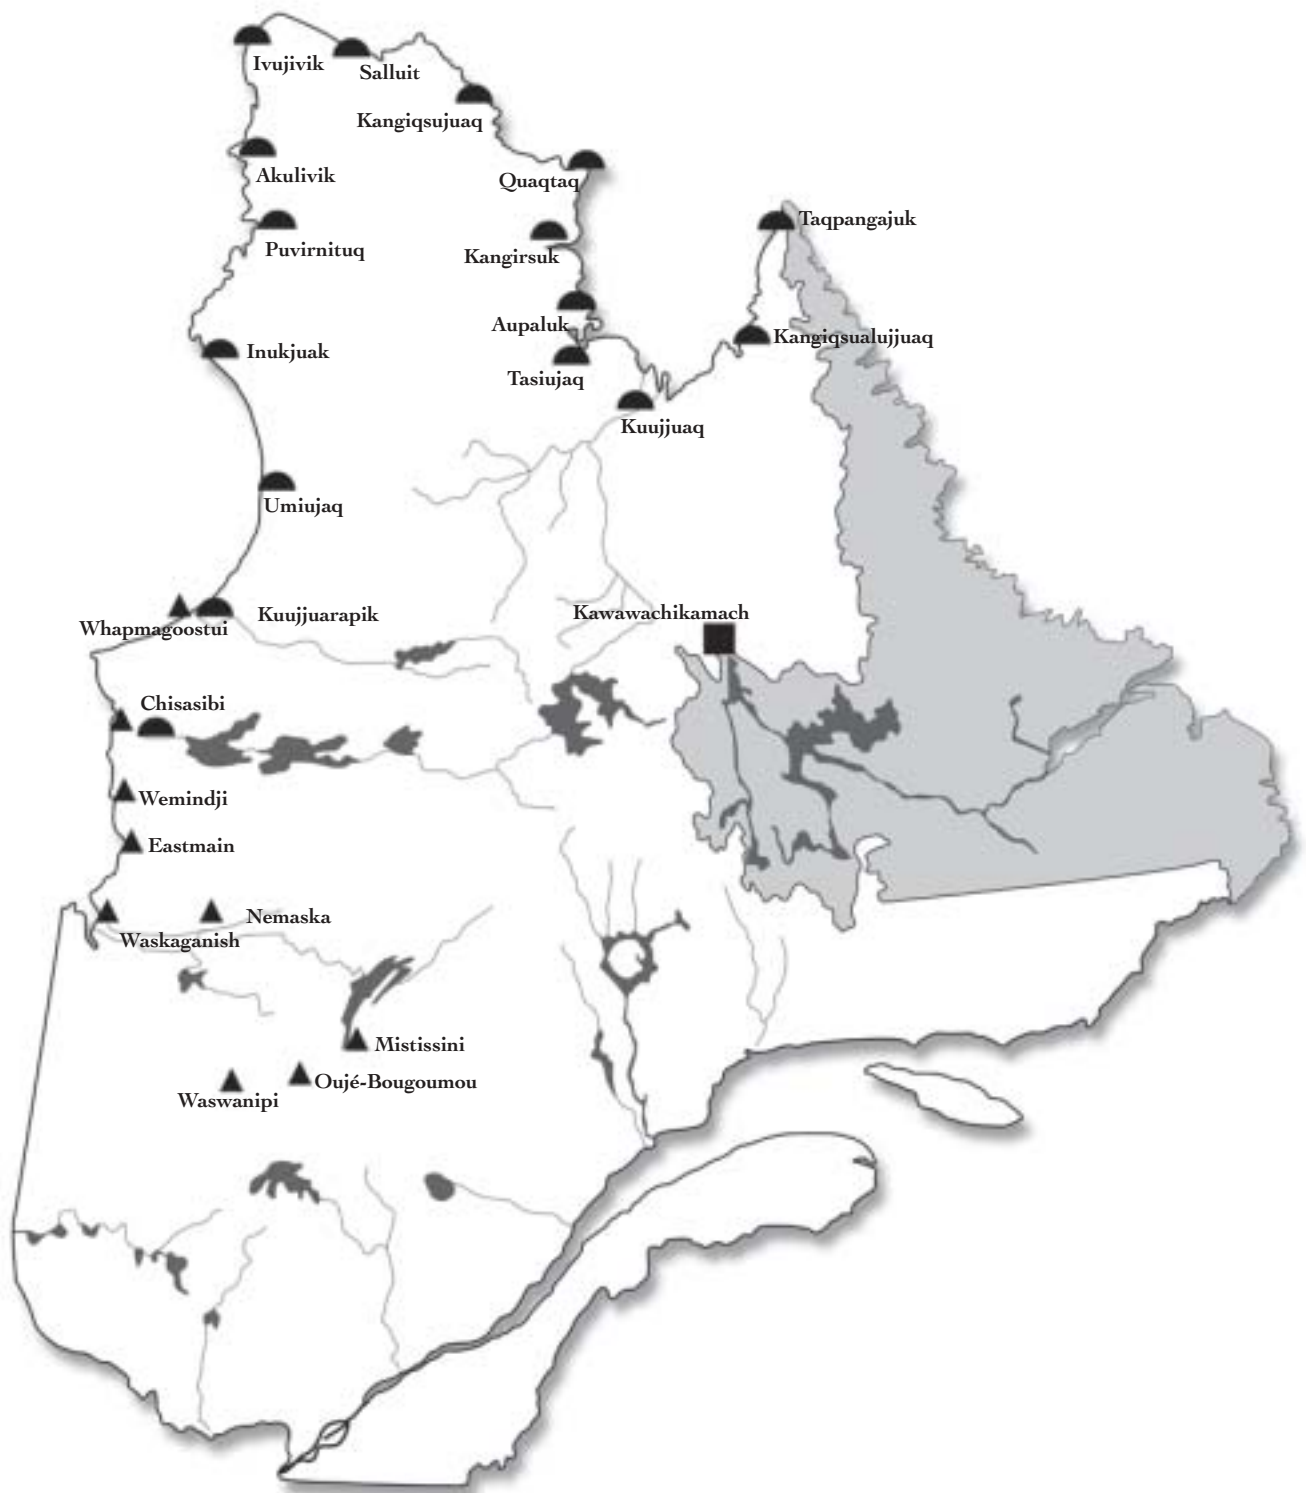 Ivujivik
Salluit
Kangiqsujuaq
Akulivik
Quaqtaq
Taqpangajuk
Puvirnituq
Kangirsuk
Aupaluk
Kangiqsualujjuaq
Inukjuak
Tasiujaq
Kuujjuaq
Umiujaq
Kawawachikamach
Kuujjuarapik
Whapmagoostui
Chisasibi
Wemindji
Eastmain
Nemaska
Waskaganish
Mistissini
Oujé-Bougoumou
Waswanipi